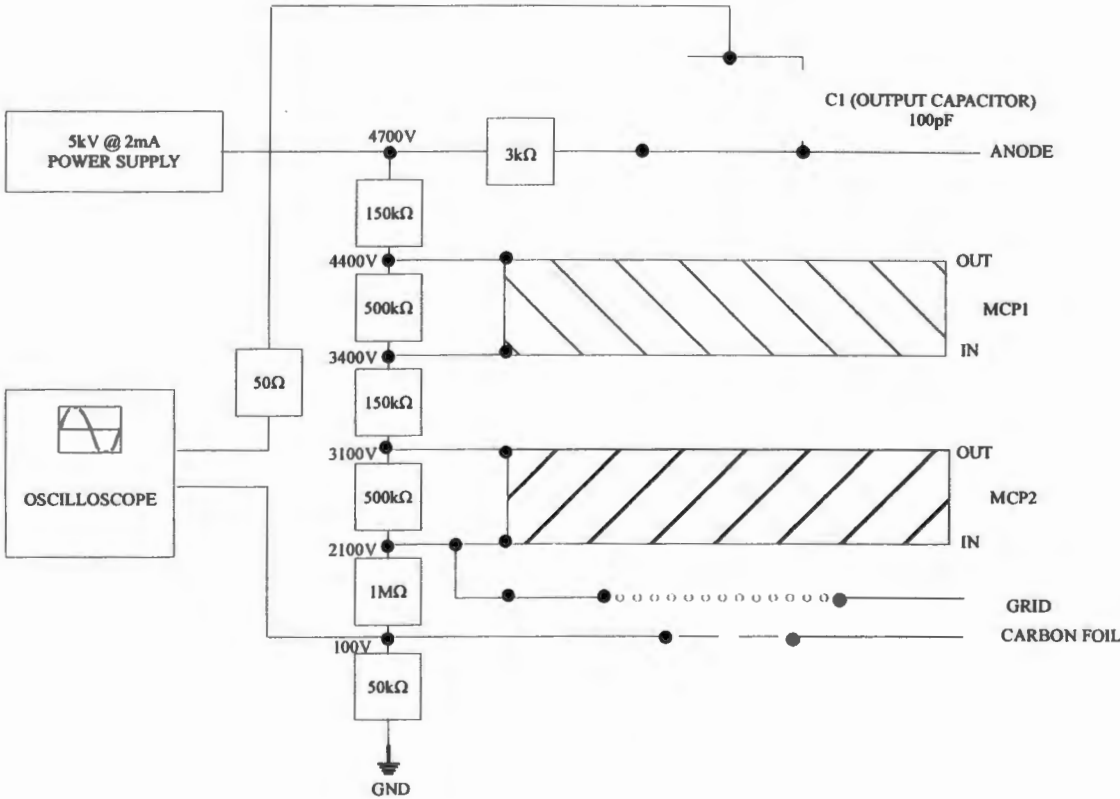 C1 (OUTPUT CAPACITOR)
100pF
5kV @ 2mA
POWER SUPPLY
4700V
3kΩ
ANODE
150kΩ
4400V
OUT
500kΩ
MCP1
3400V
IN
50Ω
150kΩ
3100V
OUT
OSCILLOSCOPE
500kΩ
MCP2
2100V
IN
1MΩ
GRID
100V
CARBON FOIL
50kΩ
GND